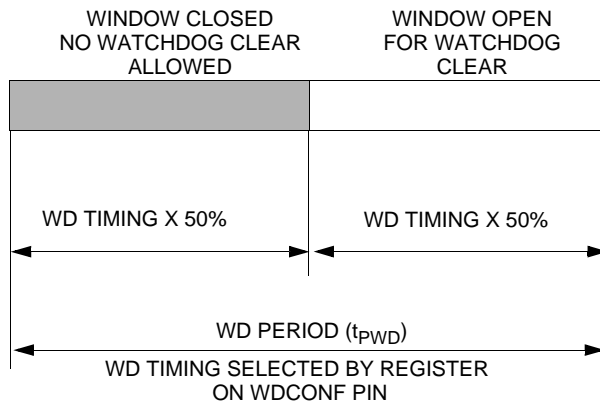 WINDOW CLOSED
NO WATCHDOG CLEAR
ALLOWED
WINDOW OPEN
FOR WATCHDOG
CLEAR
WD TIMING X 50%
WD TIMING X 50%
WD PERIOD (tPWD)
WD TIMING SELECTED BY REGISTER
ON WDCONF PIN